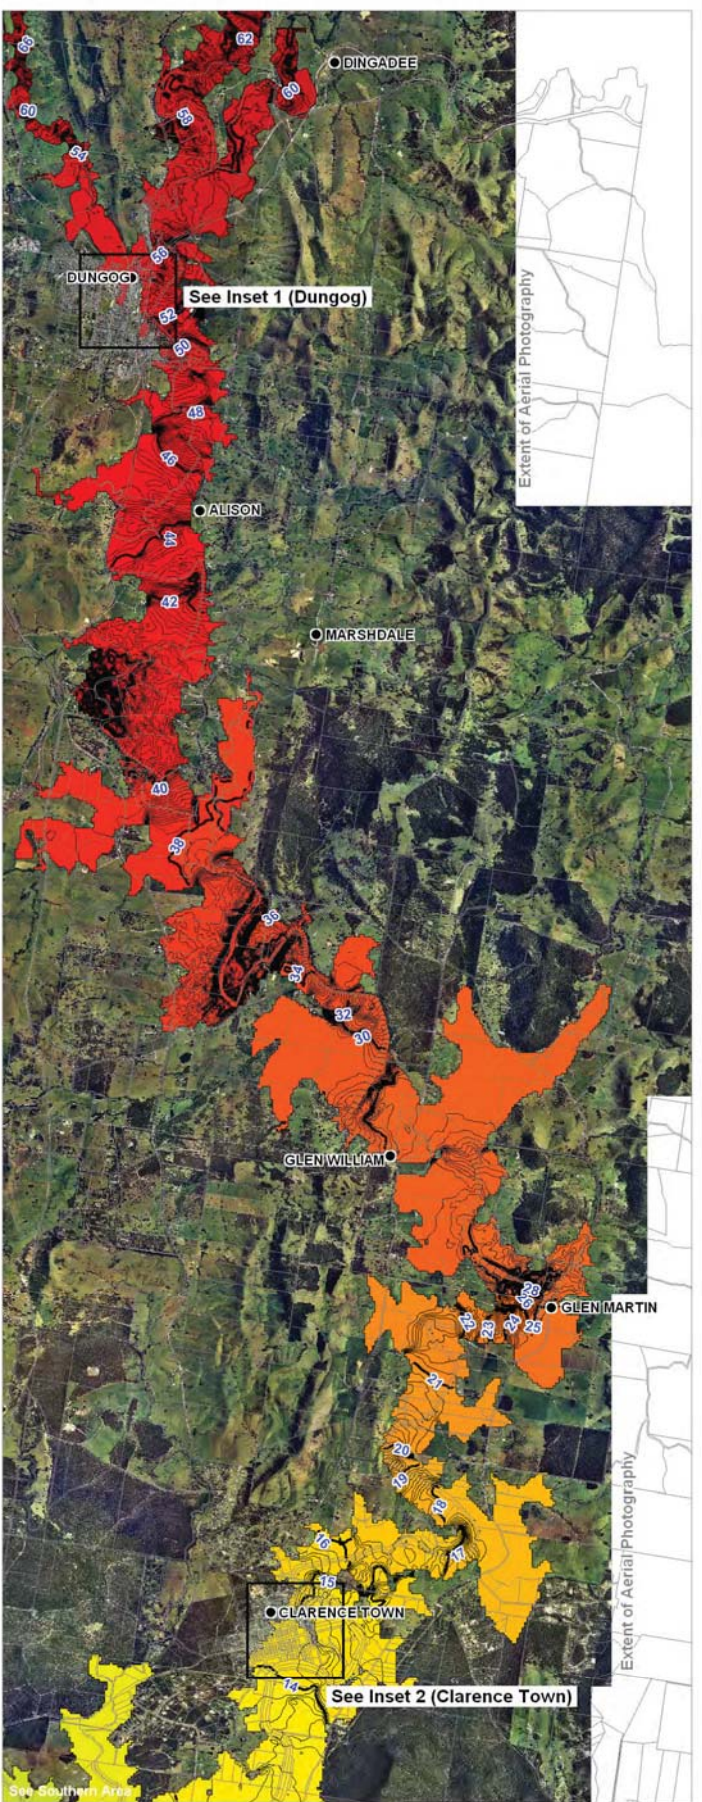 66
62
DINGADEE
60
58
60
54
56
DUNGOG
See Inset 1 (Dungog)
52
50
Extent of Aerial Photography
48
46
ALISON
44
42
MARSHDALE
40
38
36
34
32
30
GLEN WILLIAM
28
26
GLEN MARTIN
22
23
24
25
21
20
19
18
17
16
15
CLARENCE TOWN
Extent of Aerial Photography
14
See Inset 2 (Clarence Town)
See Southern Area